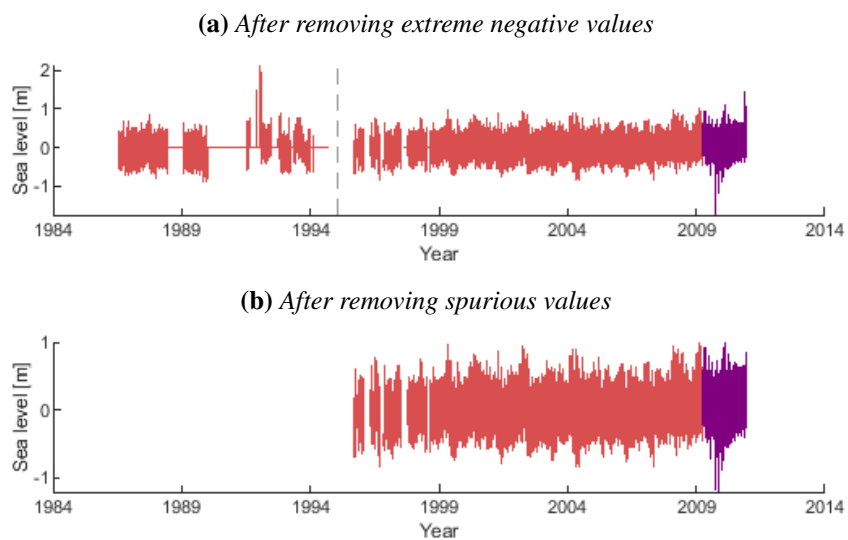 (a) After removing extreme negative values
Sea level [m]
2
1
0
-1
1984 1989 1994 1999 2004 2009 2014
Year
(b) After removing spurious values
Sea level [m]
1
0
-1
1984 1989 1994 1999 2004 2009 2014
Year